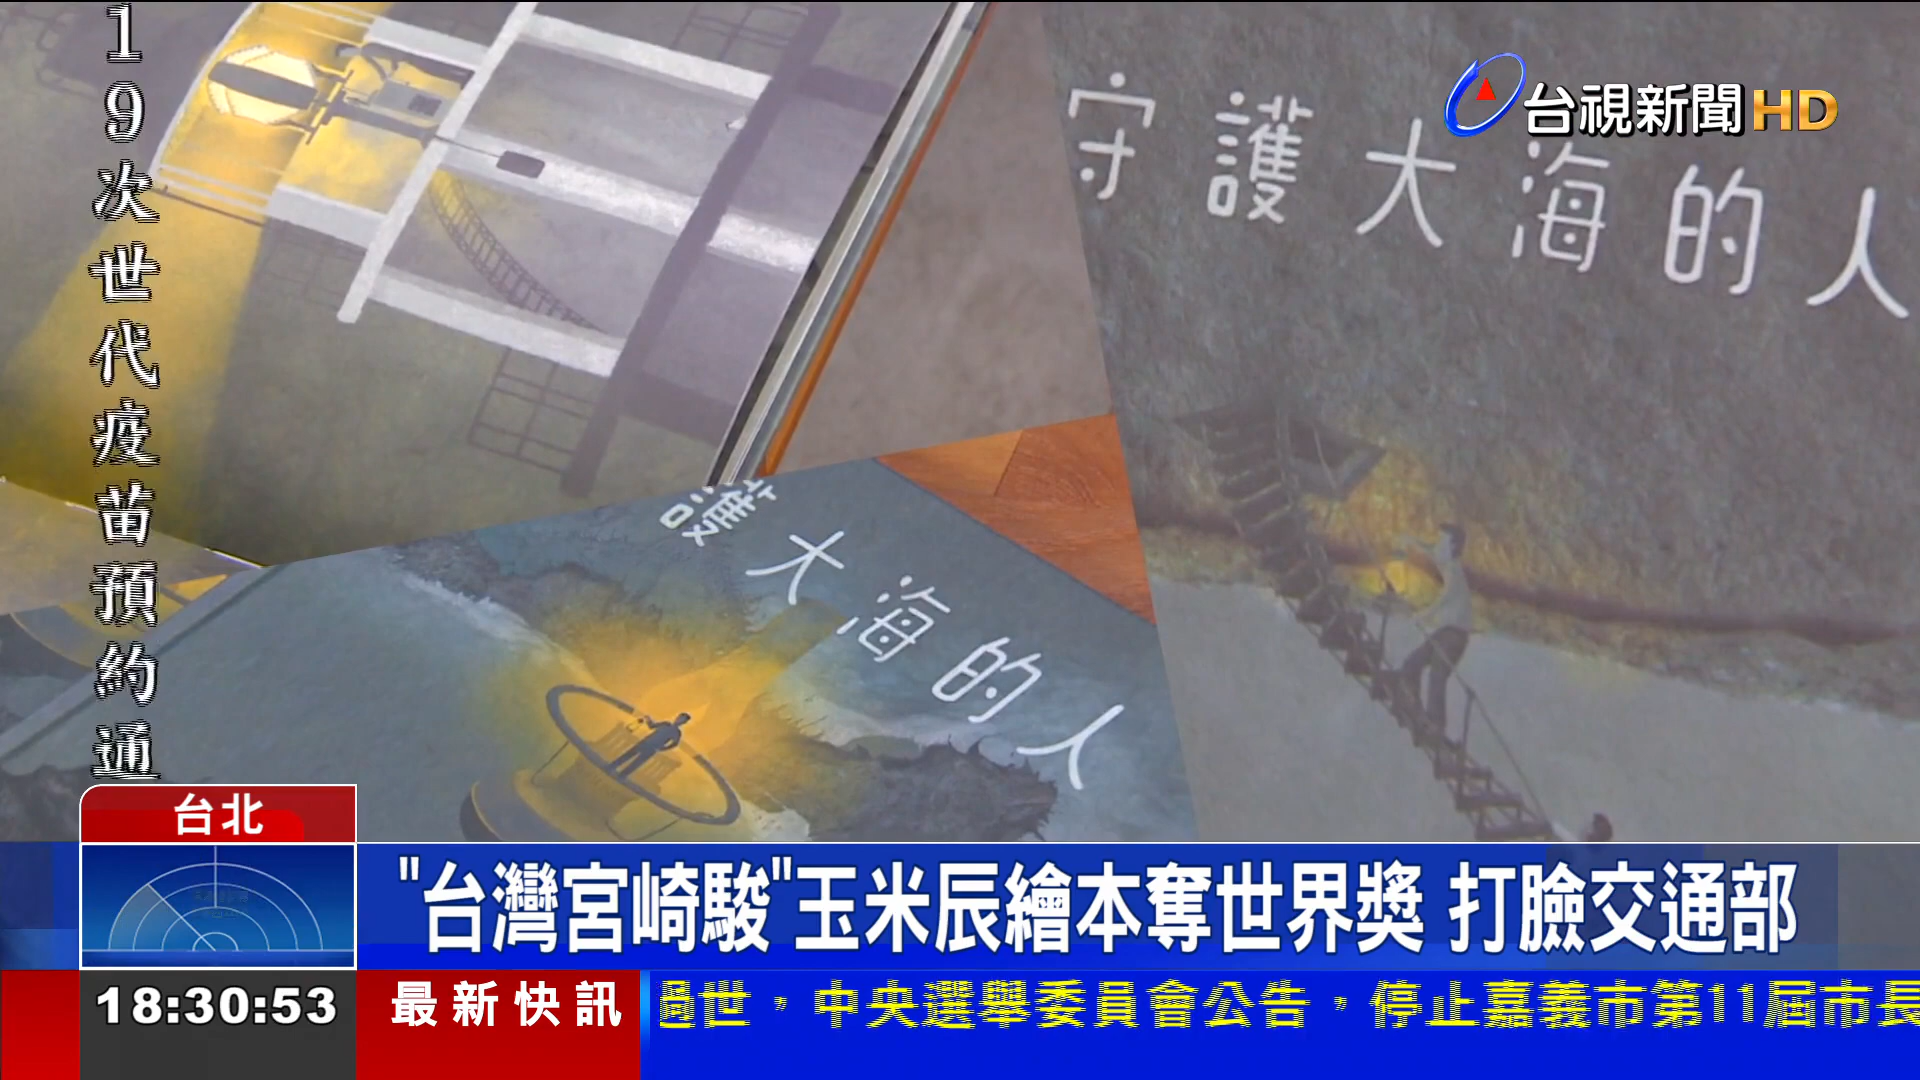 19次世代疫苗預約通
台視新聞HD
守護大海的人
護大海的人
台北
"台灣宮崎駿"玉米辰繪本奪世界獎 打臉交通部
18:30:53
最新快訊
過世，中央選舉委員會公告，停止嘉義市第11屆市長